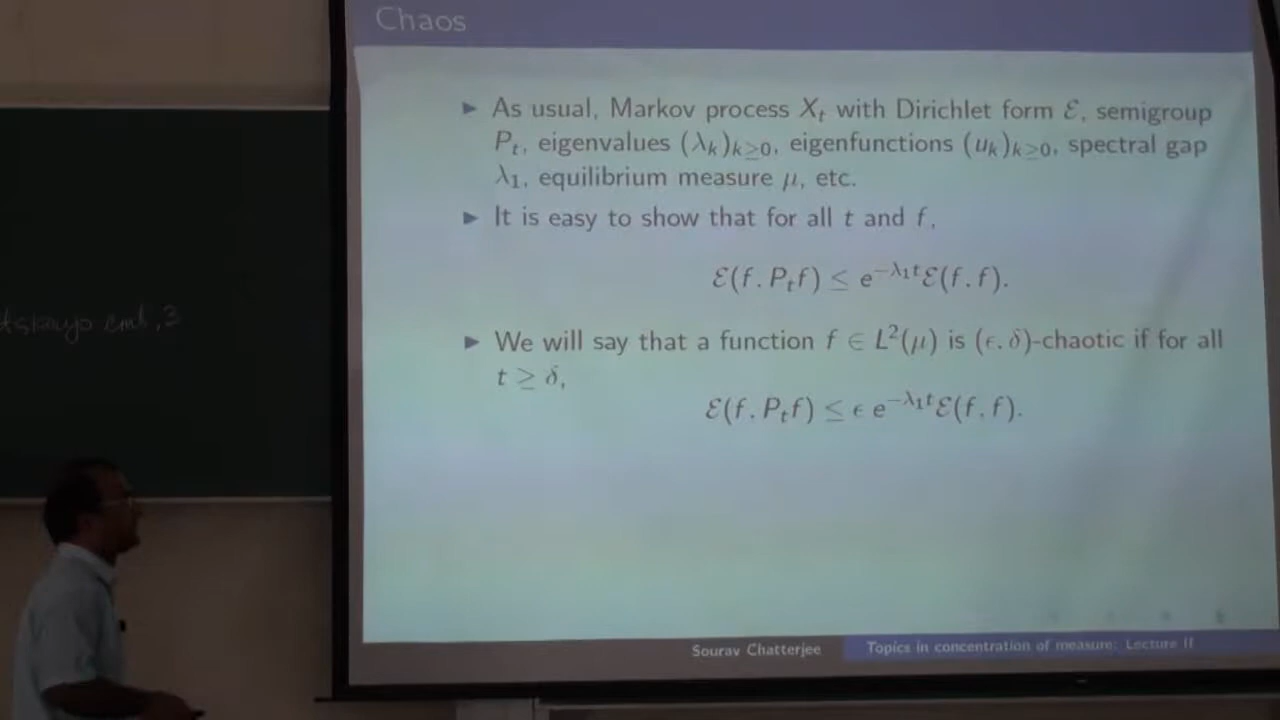 Chaos
▶ As usual, Markov process X_t with Dirichlet form ℰ, semigroup
P_t, eigenvalues (λ_k)_{k≥0}, eigenfunctions (u_k)_{k≥0}, spectral gap
λ_1, equilibrium measure μ, etc.
▶ It is easy to show that for all t and f,
ℰ(f, P_t f) ≤ e^{-λ_1 t} ℰ(f, f).
▶ We will say that a function f ∈ L^2(μ) is (ϵ, δ)-chaotic if for all
t ≥ δ,
ℰ(f, P_t f) ≤ ϵ e^{-λ_1 t} ℰ(f, f).
Sourav Chatterjee Topics in concentration of measure: Lecture II